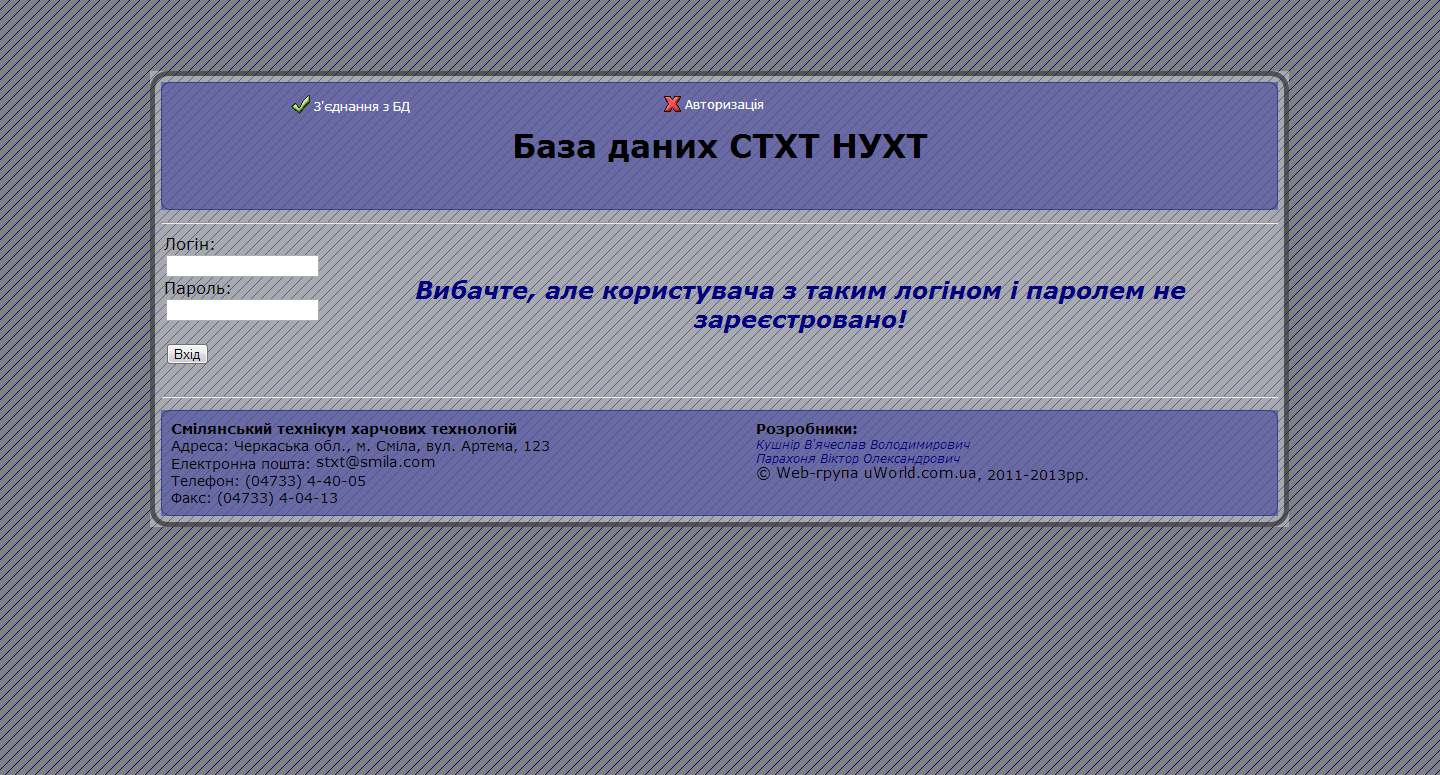 З'єднання з БД
Авторизація
База даних СТХТ НУХТ
Логін:
Пароль:
Вхід
Вибачте, але користувача з таким логіном і паролем не
зареєстровано!
Смілянський технікум харчових технологій
Адреса: Черкаська обл., м. Сміла, вул. Артема, 123
Електронна пошта: stxt@smila.com
Телефон: (04733) 4-40-05
Факс: (04733) 4-04-13
Розробники:
Кушнір В'ячеслав Володимирович
Парахоня Віктор Олександрович
© Web-група uWorld.com.ua, 2011-2013рр.